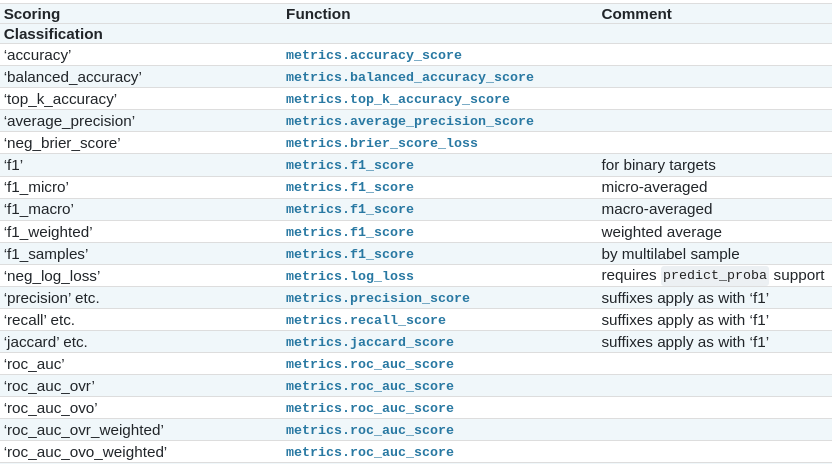 Scoring Function Comment
Classification
‘accuracy’ metrics.accuracy_score
‘balanced_accuracy’ metrics.balanced_accuracy_score
‘top_k_accuracy’ metrics.top_k_accuracy_score
‘average_precision’ metrics.average_precision_score
‘neg_brier_score’ metrics.brier_score_loss
‘f1’ metrics.f1_score for binary targets
‘f1_micro’ metrics.f1_score micro-averaged
‘f1_macro’ metrics.f1_score macro-averaged
‘f1_weighted’ metrics.f1_score weighted average
‘f1_samples’ metrics.f1_score by multilabel sample
‘neg_log_loss’ metrics.log_loss requires predict_proba support
‘precision’ etc. metrics.precision_score suffixes apply as with ‘f1’
‘recall’ etc. metrics.recall_score suffixes apply as with ‘f1’
‘jaccard’ etc. metrics.jaccard_score suffixes apply as with ‘f1’
‘roc_auc’ metrics.roc_auc_score
‘roc_auc_ovr’ metrics.roc_auc_score
‘roc_auc_ovo’ metrics.roc_auc_score
‘roc_auc_ovr_weighted’ metrics.roc_auc_score
‘roc_auc_ovo_weighted’ metrics.roc_auc_score